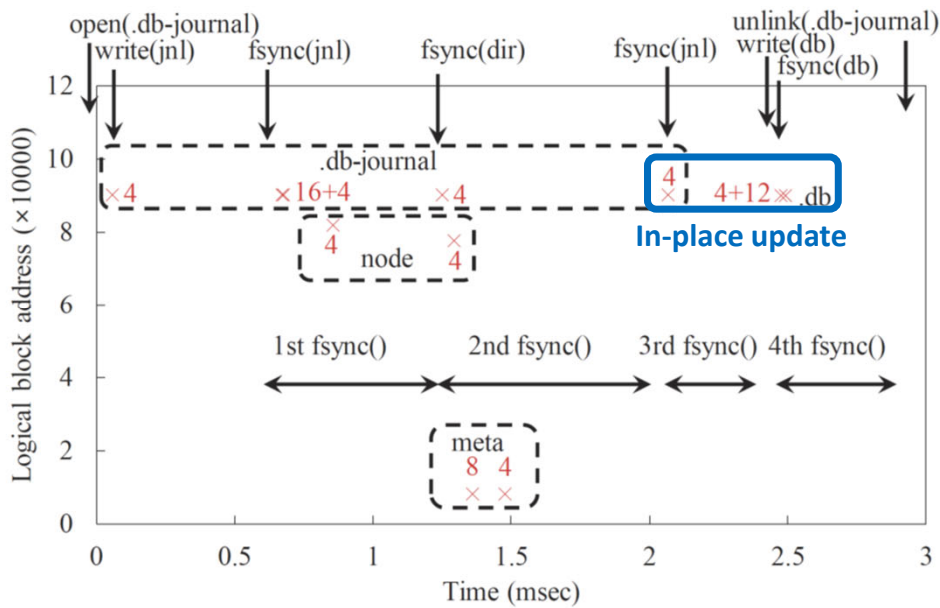 open(.db-journal)
unlink(.db-journal)
write(jnl)
fsync(jnl)
fsync(dir)
fsync(jnl)
write(db)
fsync(db)
12
10
8
6
4
2
0
Logical block address (×10000)
.db-journal
4
16+4
4
4
4+12
.db
In-place update
4
node
4
1st fsync()
2nd fsync()
3rd fsync()
4th fsync()
meta
8 4
0
0.5
1
1.5
2
2.5
3
Time (msec)